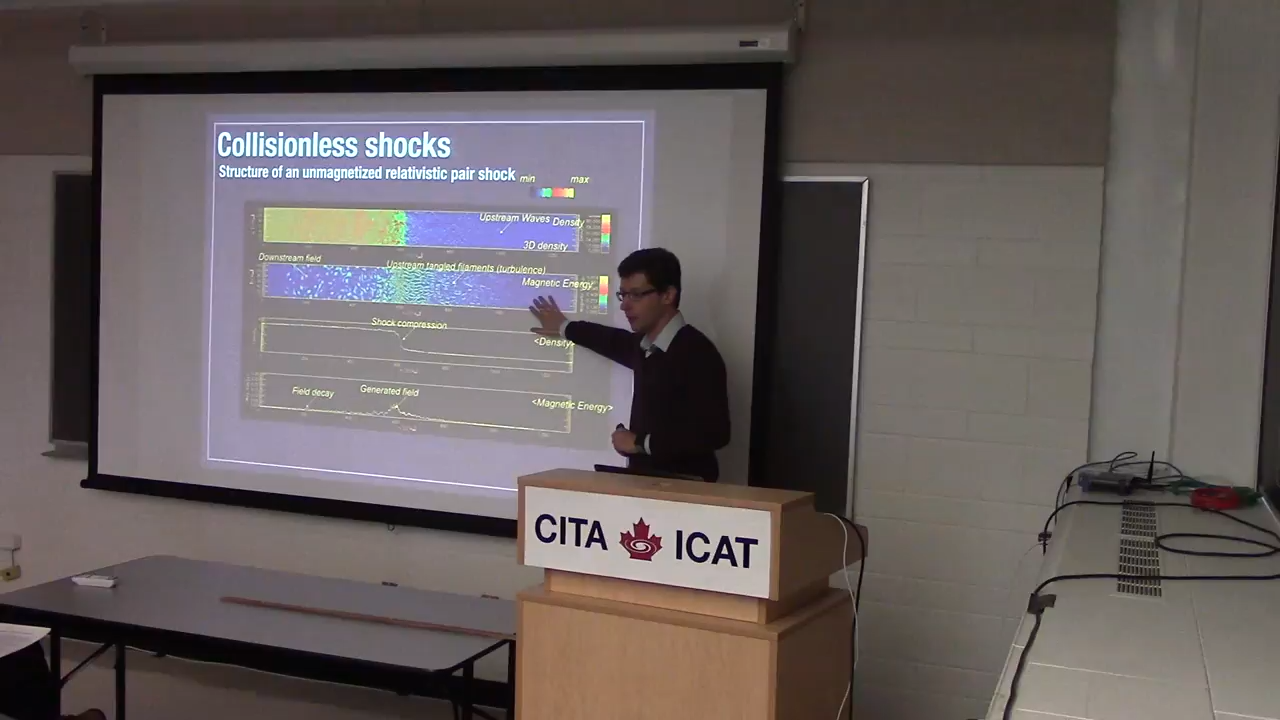 Collisionless shocks
Structure of an unmagnetized relativistic pair shock
min max
Upstream Waves Density
3D density
Downstream field
Upstream tangled filaments (turbulence)
Magnetic Energy
Shock compression
<Density>
Field decay
Generated field
<Magnetic Energy>
CITA ICAT